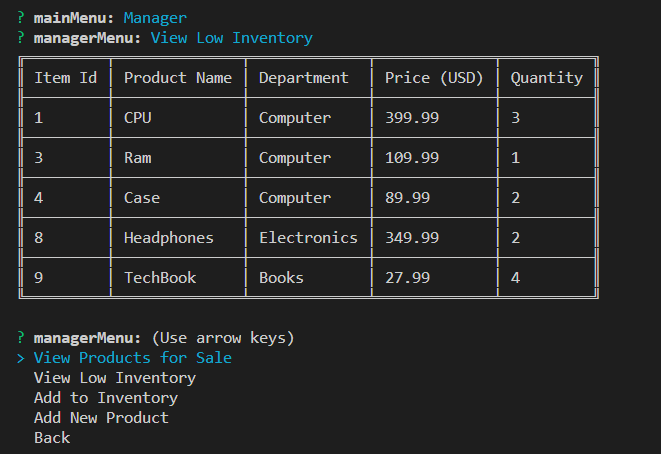 ? mainMenu: Manager
? managerMenu: View Low Inventory
Item Id Product Name Department Price (USD) Quantity
1 CPU Computer 399.99 3
3 Ram Computer 109.99 1
4 Case Computer 89.99 2
8 Headphones Electronics 349.99 2
9 TechBook Books 27.99 4
? managerMenu: (Use arrow keys)
> View Products for Sale
View Low Inventory
Add to Inventory
Add New Product
Back